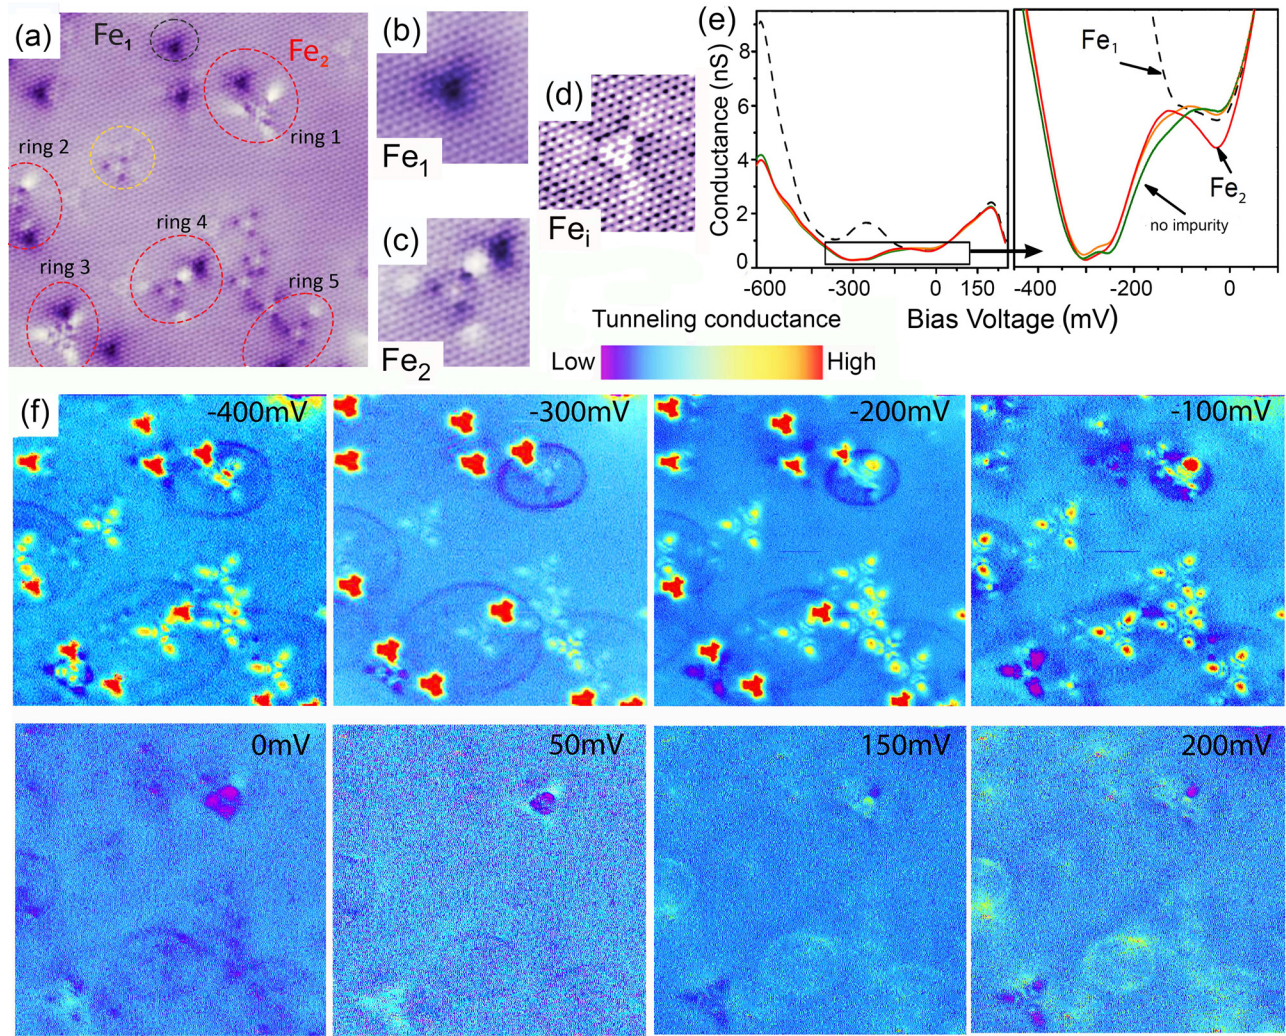 (a)
Fe1
Fe2
ring 1
ring 2
ring 4
ring 3
ring 5
(b)
Fe1
(c)
Fe2
(d)
Fei
(e)
Conductance (nS)
8
6
4
2
0
-600
-300
0
150
Fe1
Fe2
no impurity
-400
-200
0
Bias Voltage (mV)
Tunneling conductance
Low
High
(f)
-400mV
-300mV
-200mV
-100mV
0mV
50mV
150mV
200mV